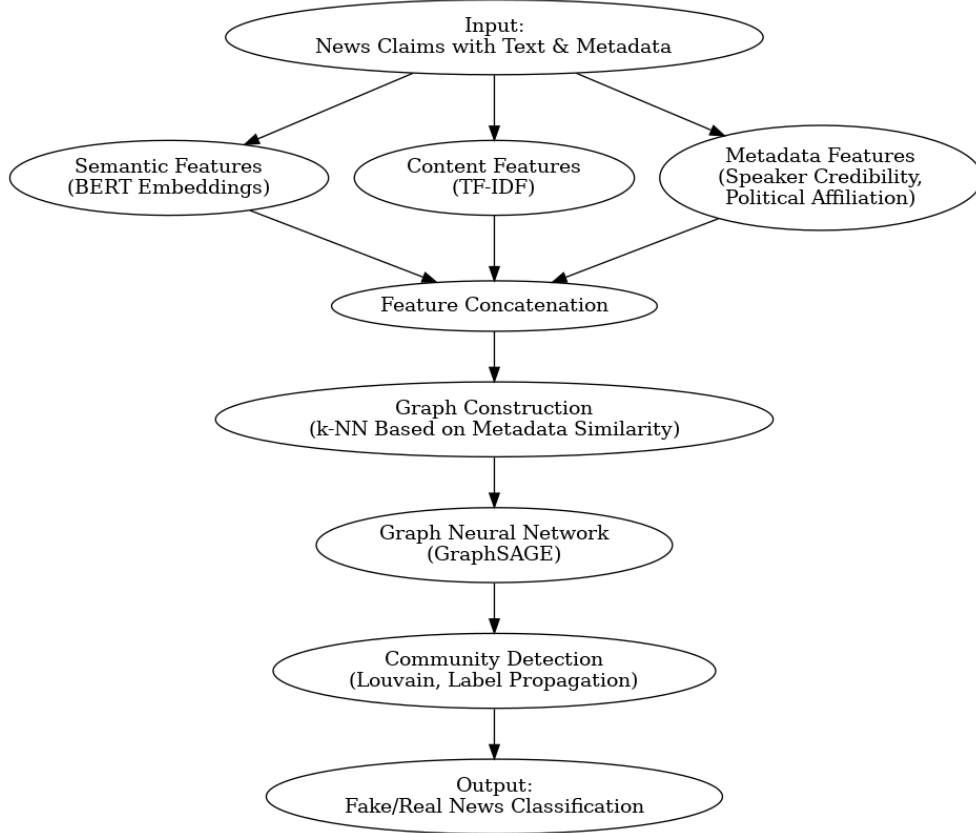 Input:
News Claims with Text & Metadata
Semantic Features
(BERT Embeddings)
Content Features
(TF-IDF)
Metadata Features
(Speaker Credibility,
Political Affiliation)
Feature Concatenation
Graph Construction
(k-NN Based on Metadata Similarity)
Graph Neural Network
(GraphSAGE)
Community Detection
(Louvain, Label Propagation)
Output:
Fake/Real News Classification